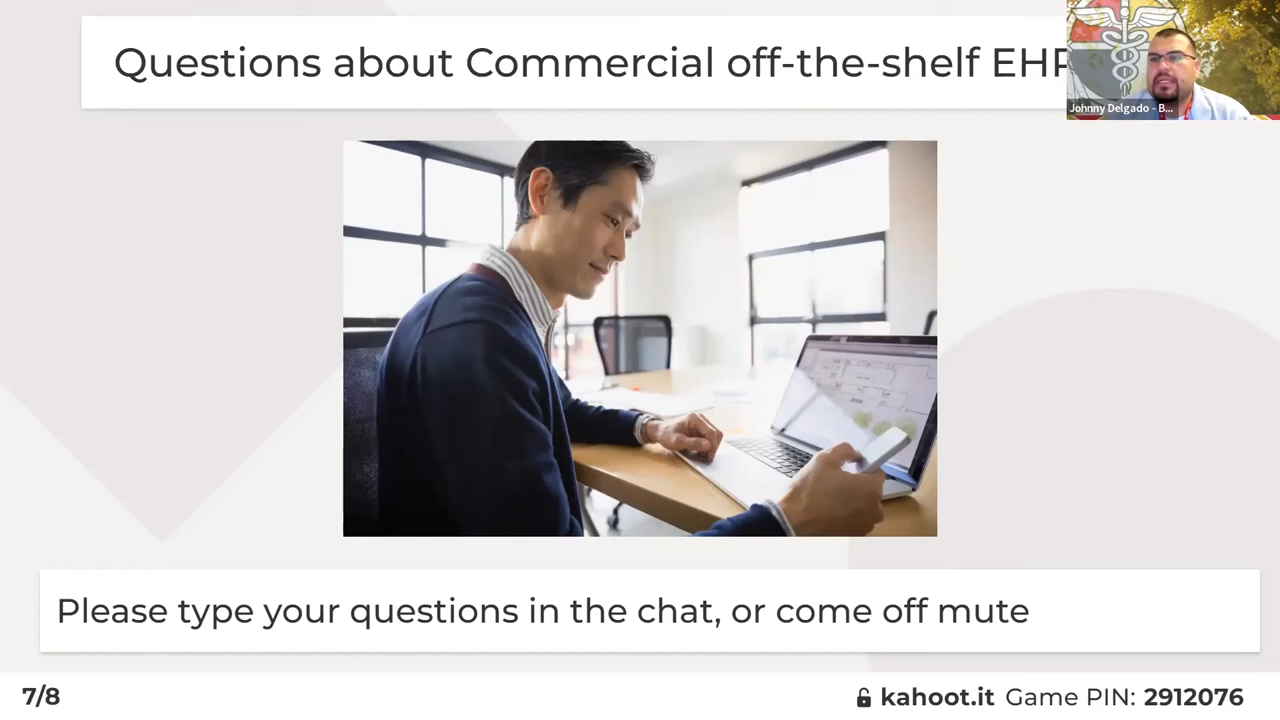 Questions about Commercial off-the-shelf EHR
Johnny Delgado - B...
Please type your questions in the chat, or come off mute
7/8
kahoot.it Game PIN: 2912076